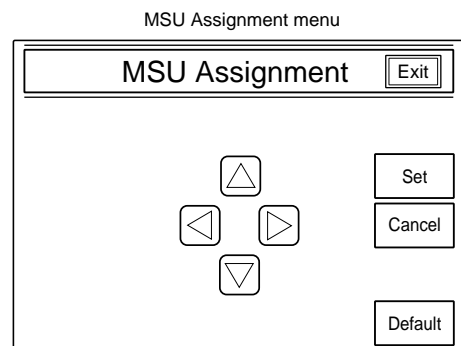 MSU Assignment menu
MSU Assignment Exit
Set
Cancel
Default